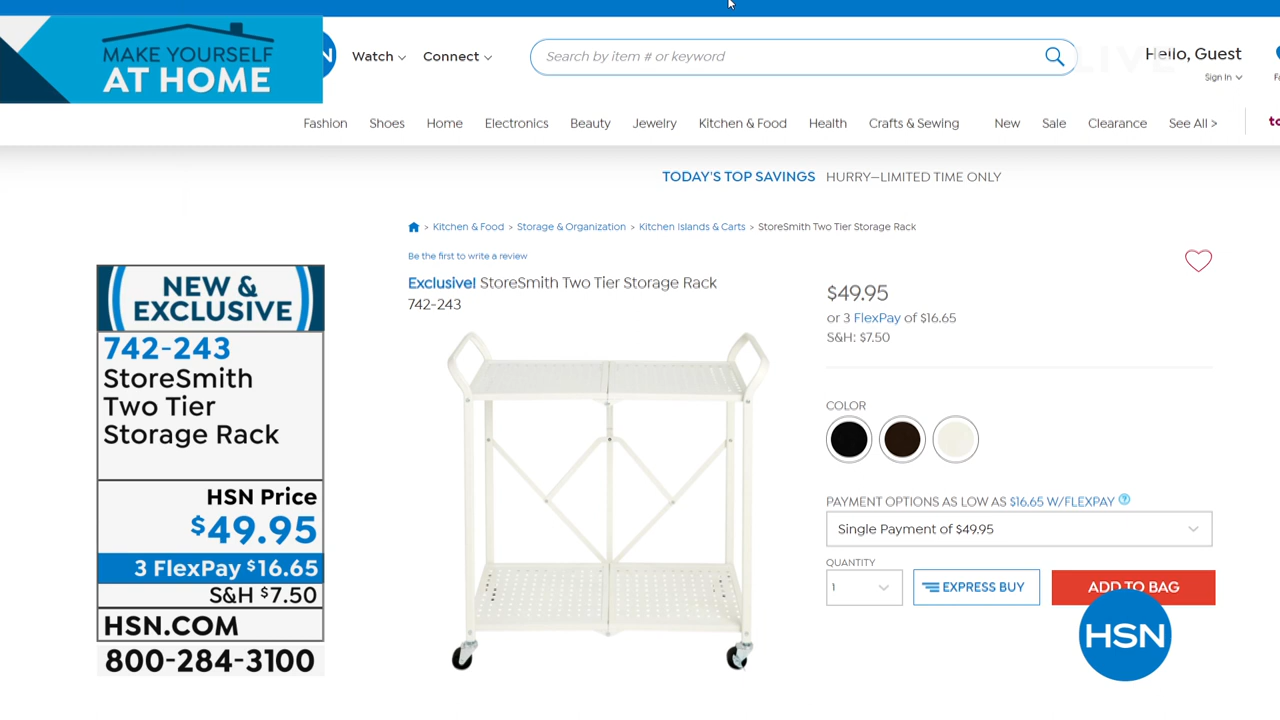 MAKE YOURSELF
AT HOME
N
Watch
Connect
Search by item # or keyword
LIVE
Hello, Guest
Sign In
Fashion
Shoes
Home
Electronics
Beauty
Jewelry
Kitchen & Food
Health
Crafts & Sewing
New
Sale
Clearance
See All >
TODAY'S TOP SAVINGS HURRY—LIMITED TIME ONLY
> Kitchen & Food > Storage & Organization > Kitchen Islands & Carts > StoreSmith Two Tier Storage Rack
Be the first to write a review
Exclusive! StoreSmith Two Tier Storage Rack
742-243
$49.95
or 3 FlexPay of $16.65
S&H: $7.50
COLOR
PAYMENT OPTIONS AS LOW AS $16.65 W/FLEXPAY ?
Single Payment of $49.95
QUANTITY
1
EXPRESS BUY
ADD TO BAG
HSN
NEW &
EXCLUSIVE
742-243
StoreSmith
Two Tier
Storage Rack
HSN Price
$49.95
3 FlexPay $16.65
S&H $7.50
HSN.COM
800-284-3100